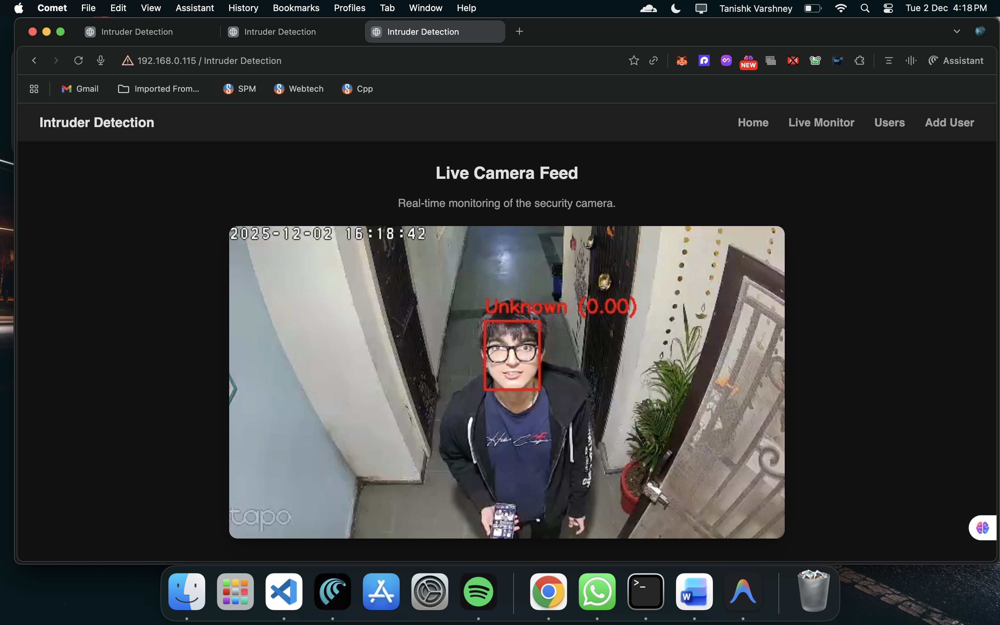 Comet File Edit View Assistant History Bookmarks Profiles Tab Window Help Tanishk Varshney Tue 2 Dec 4:18 PM
Intruder Detection Intruder Detection Intruder Detection
192.168.0.115 / Intruder Detection NEW Assistant
Gmail Imported From... SPM Webtech Cpp
Intruder Detection Home Live Monitor Users Add User
Live Camera Feed
Real-time monitoring of the security camera.
2025-12-02 16:18:42
Unknown (0.00)
tapo